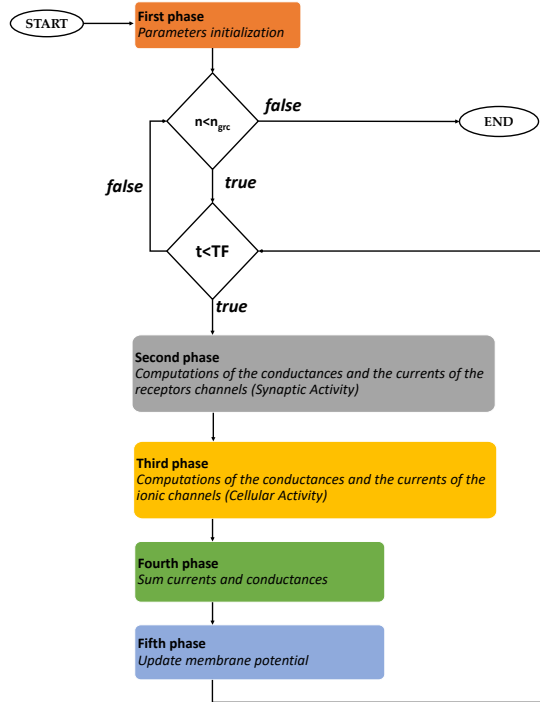 START
First phase
Parameters initialization
n<n_grc
false
END
false
true
t<TF
true
Second phase
Computations of the conductances and the currents of the
receptors channels (Synaptic Activity)
Third phase
Computations of the conductances and the currents of the
ionic channels (Cellular Activity)
Fourth phase
Sum currents and conductances
Fifth phase
Update membrane potential